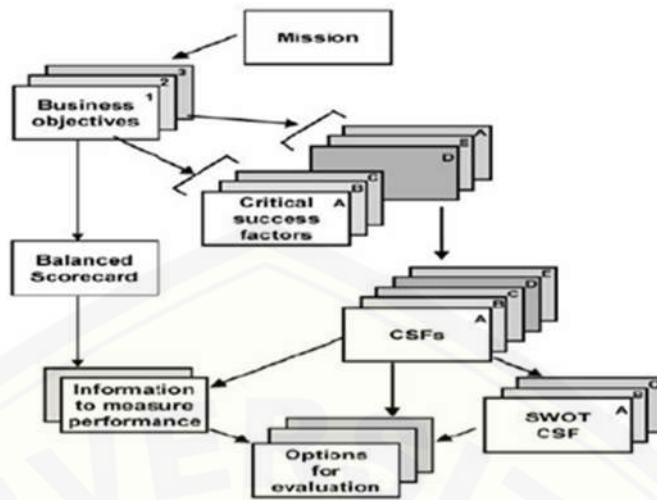 Mission
3
2
1
Business
objectives
A
E
D
C
B
A
Critical
success
factors
Balanced
Scorecard
E
D
C
B
A
CSFs
Information
to measure
performance
C
B
A
SWOT
CSF
Options
for
evaluation